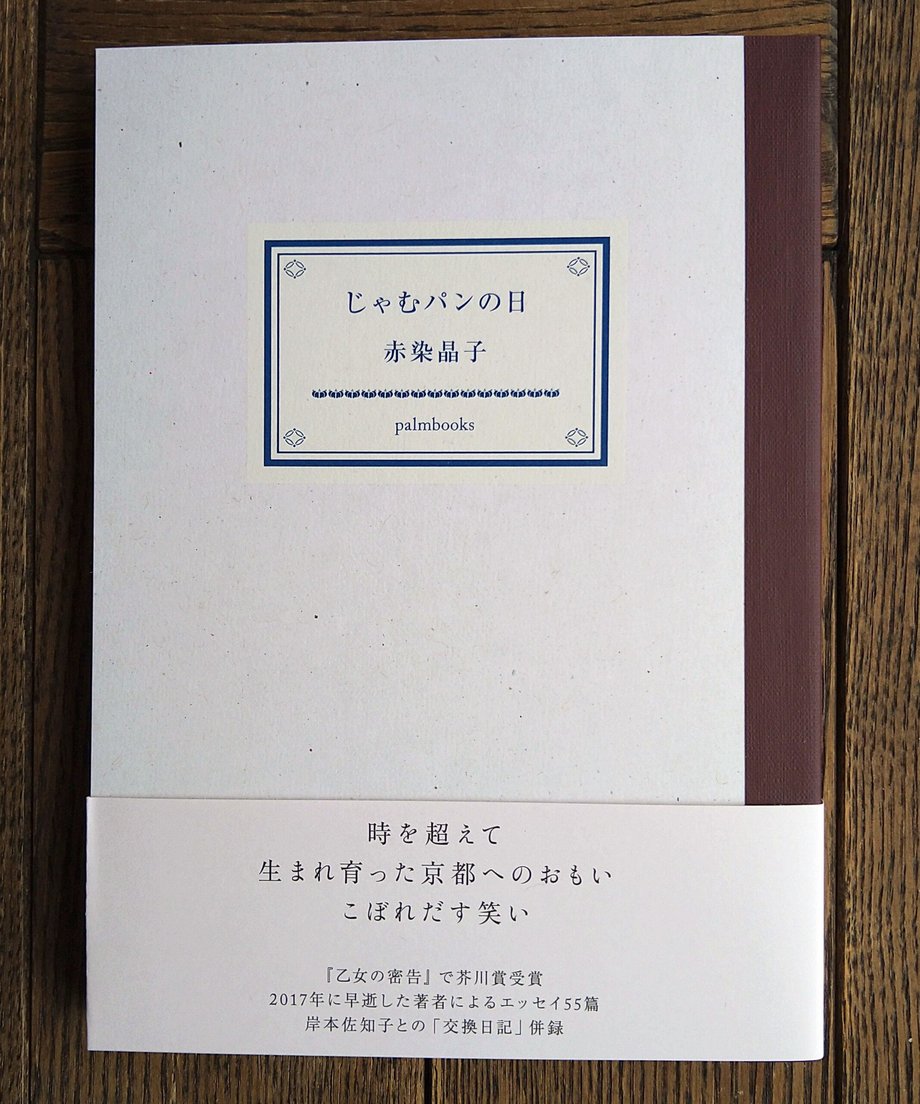 じゃむパンの日
赤染晶子
palmbooks
時を超えて
生まれ育った京都へのおもい
こぼれだす笑い
『乙女の密告』で芥川賞受賞
2017年に早逝した著者によるエッセイ55篇
岸本佐知子との「交換日記」併録